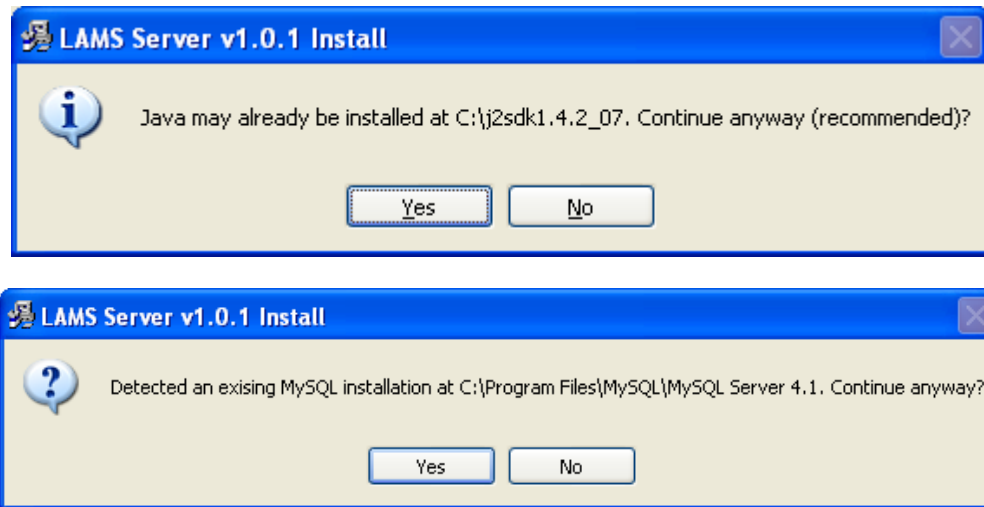 LAMS Server v1.0.1 Install
Java may already be installed at C:\j2sdk1.4.2_07. Continue anyway (recommended)?
Yes No
LAMS Server v1.0.1 Install
Detected an exising MySQL installation at C:\Program Files\MySQL\MySQL Server 4.1. Continue anyway?
Yes No